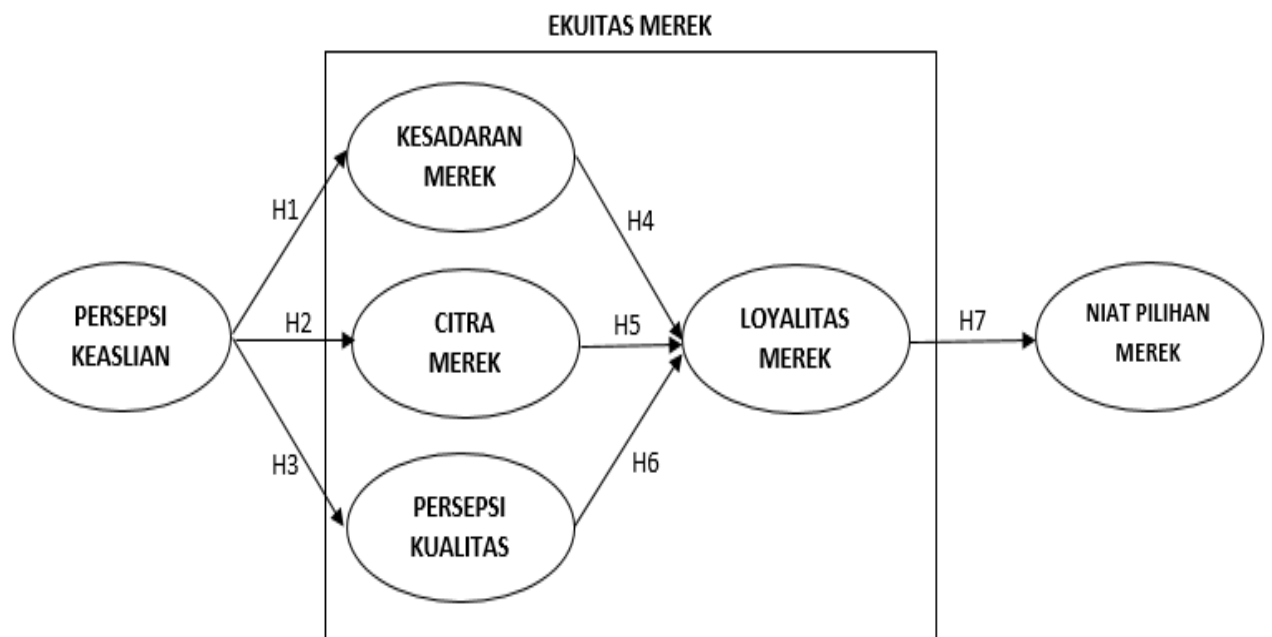 EKUITAS MEREK
KESADARAN
MEREK
H1
H4
PERSEPSI
KEASLIAN
H2
CITRA
MEREK
H5
LOYALITAS
MEREK
H7
NIAT PILIHAN
MEREK
H3
H6
PERSEPSI
KUALITAS